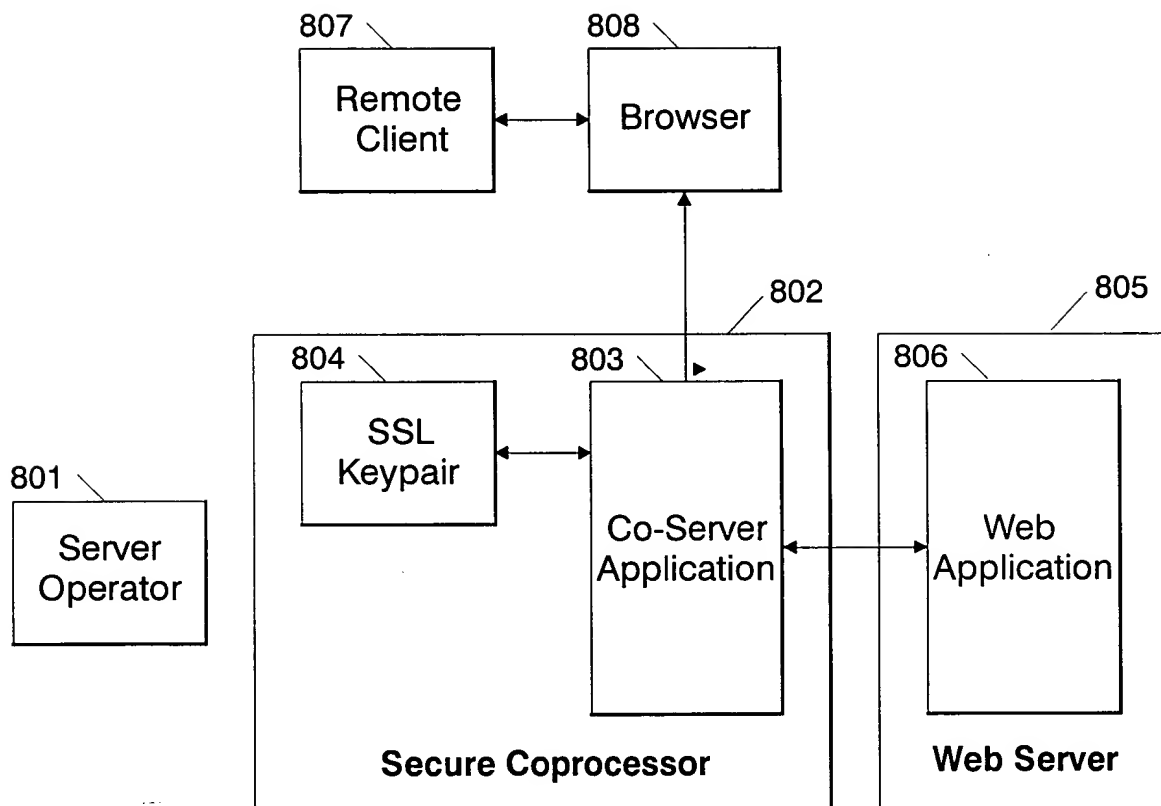 807
808
Remote
Client
Browser
802
805
804
803
806
SSL
Keypair
801
Server
Operator
Co-Server
Application
Web
Application
Secure Coprocessor
Web Server